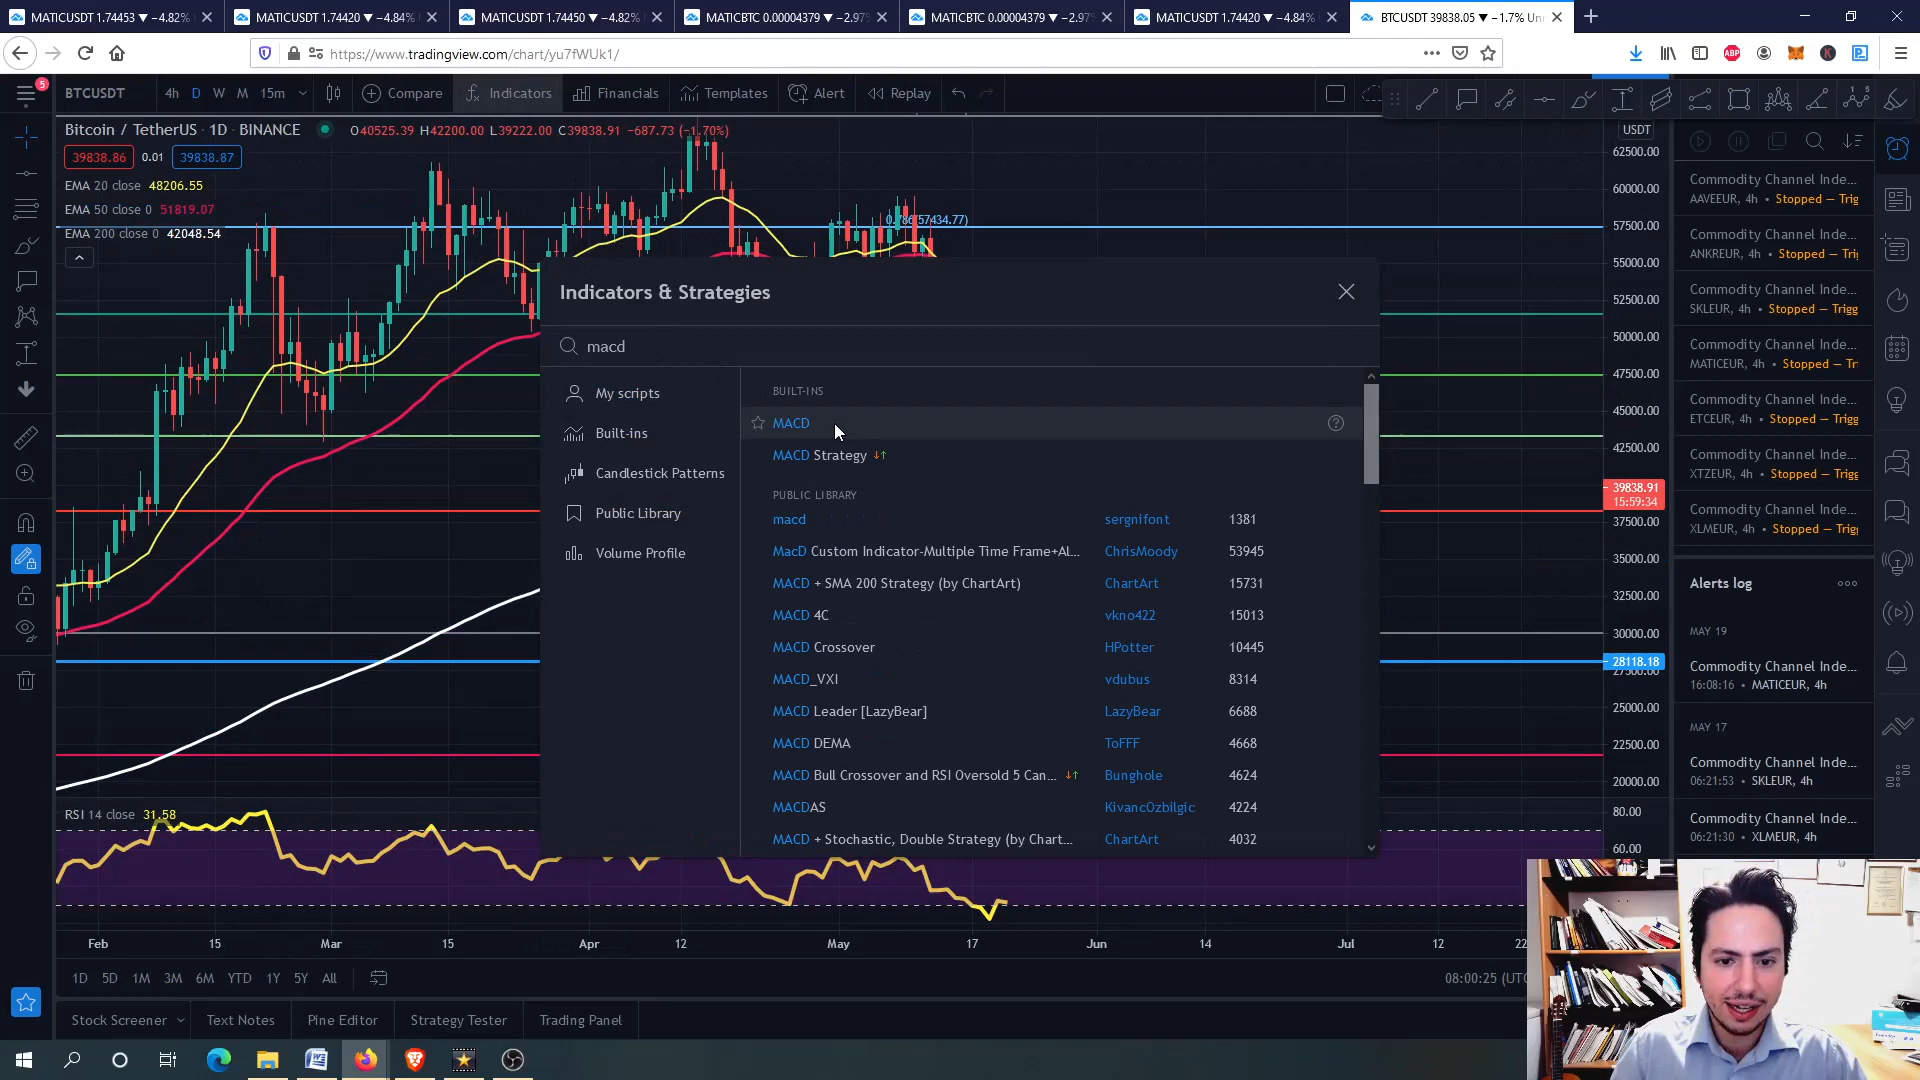 MATICUSDT 1.74453 ▼ −4.82%
MATICUSDT 1.74420 ▼ −4.84%
MATICUSDT 1.74450 ▼ −4.82%
MATICBTC 0.00004379 ▼ −2.97%
MATICBTC 0.00004379 ▼ −2.97%
MATICUSDT 1.74420 ▼ −4.84%
BTCUSDT 39838.05 ▼ −1.7% Un
https://www.tradingview.com/chart/yu7fWUk1/
BTCUSDT 4h D W M 15m Compare Indicators Financials Templates Alert Replay
Bitcoin / TetherUS · 1D · BINANCE O40525.39 H42200.00 L39222.00 C39838.91 −687.73 (−1.70%)
39838.86 0.01 39838.87
EMA 20 close 48206.55
EMA 50 close 0 51819.07
EMA 200 close 0 42048.54
0.786(57434.77)
USDT
62500.00
60000.00
57500.00
55000.00
52500.00
50000.00
47500.00
45000.00
42500.00
39838.91
15:59:34
37500.00
35000.00
32500.00
30000.00
28118.18
27500.00
25000.00
22500.00
20000.00
80.00
60.00
Indicators & Strategies
macd
My scripts
Built-ins
Candlestick Patterns
Public Library
Volume Profile
BUILT-INS
MACD
MACD Strategy
PUBLIC LIBRARY
macd sergnifont 1381
MacD Custom Indicator-Multiple Time Frame+Al... ChrisMoody 53945
MACD + SMA 200 Strategy (by ChartArt) ChartArt 15731
MACD 4C vkno422 15013
MACD Crossover HPotter 10445
MACD_VXI vdubus 8314
MACD Leader [LazyBear] LazyBear 6688
MACD DEMA ToFFF 4668
MACD Bull Crossover and RSI Oversold 5 Can... Bunghole 4624
MACDAS KivancOzbilgic 4224
MACD + Stochastic, Double Strategy (by Chart... ChartArt 4032
RSI 14 close 31.58
Feb 15 Mar 15 Apr 12 May 17 Jun 14 Jul 12 22
1D 5D 1M 3M 6M YTD 1Y 5Y All
08:00:25 (UTC
Stock Screener Text Notes Pine Editor Strategy Tester Trading Panel
5
ABP
Commodity Channel Inde...
AAVEEUR, 4h • Stopped — Trig
Commodity Channel Inde...
ANKREUR, 4h • Stopped — Trig
Commodity Channel Inde...
SKLEUR, 4h • Stopped — Trigg
Commodity Channel Inde...
MATICEUR, 4h • Stopped — Tr
Commodity Channel Inde...
ETCEUR, 4h • Stopped — Trigg
Commodity Channel Inde...
XTZEUR, 4h • Stopped — Trigg
Commodity Channel Inde...
XLMEUR, 4h • Stopped — Trigg
Alerts log
MAY 19
Commodity Channel Inde...
16:08:16 • MATICEUR, 4h
MAY 17
Commodity Channel Inde...
06:21:53 • SKLEUR, 4h
Commodity Channel Inde...
06:21:30 • XLMEUR, 4h